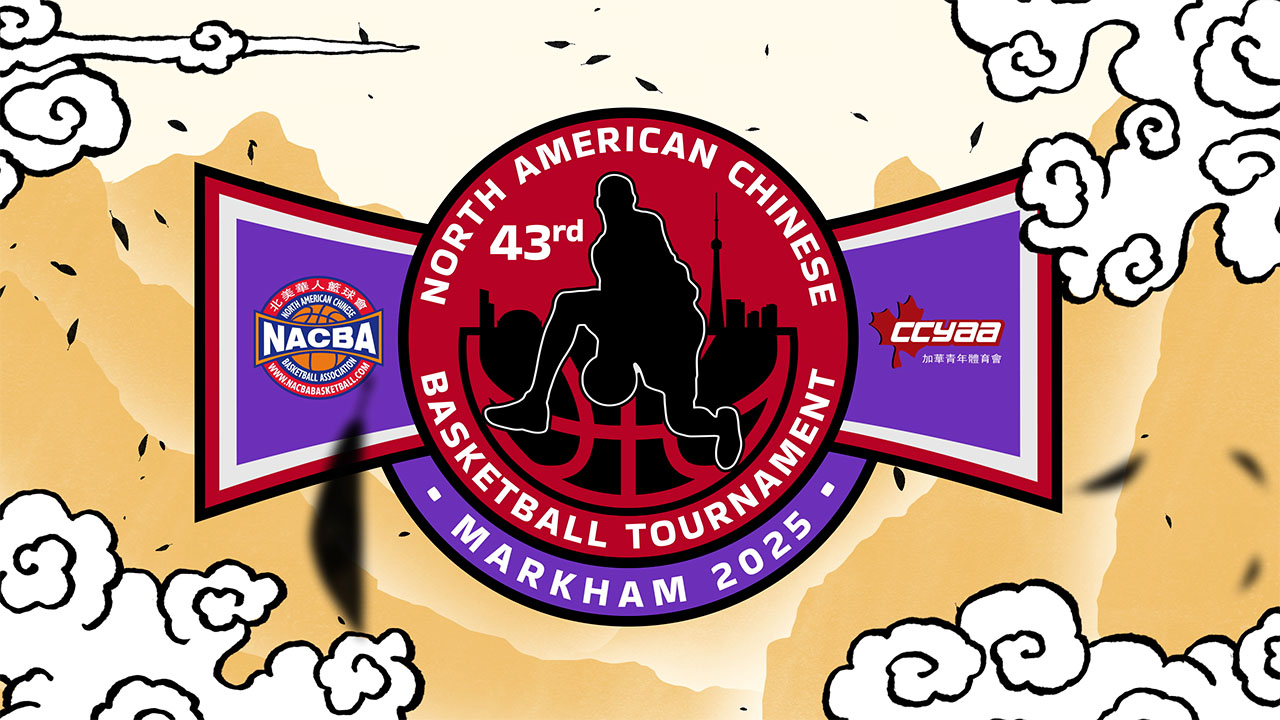 NORTH AMERICAN CHINESE
43rd
北美華人籃球會
NORTH AMERICAN CHINESE
NACBA
BASKETBALL ASSOCIATION
WWW.NACBABASKETBALL.COM
ccyaa
加華青年體育會
BASKETBALL TOURNAMENT
· MARKHAM 2025 ·